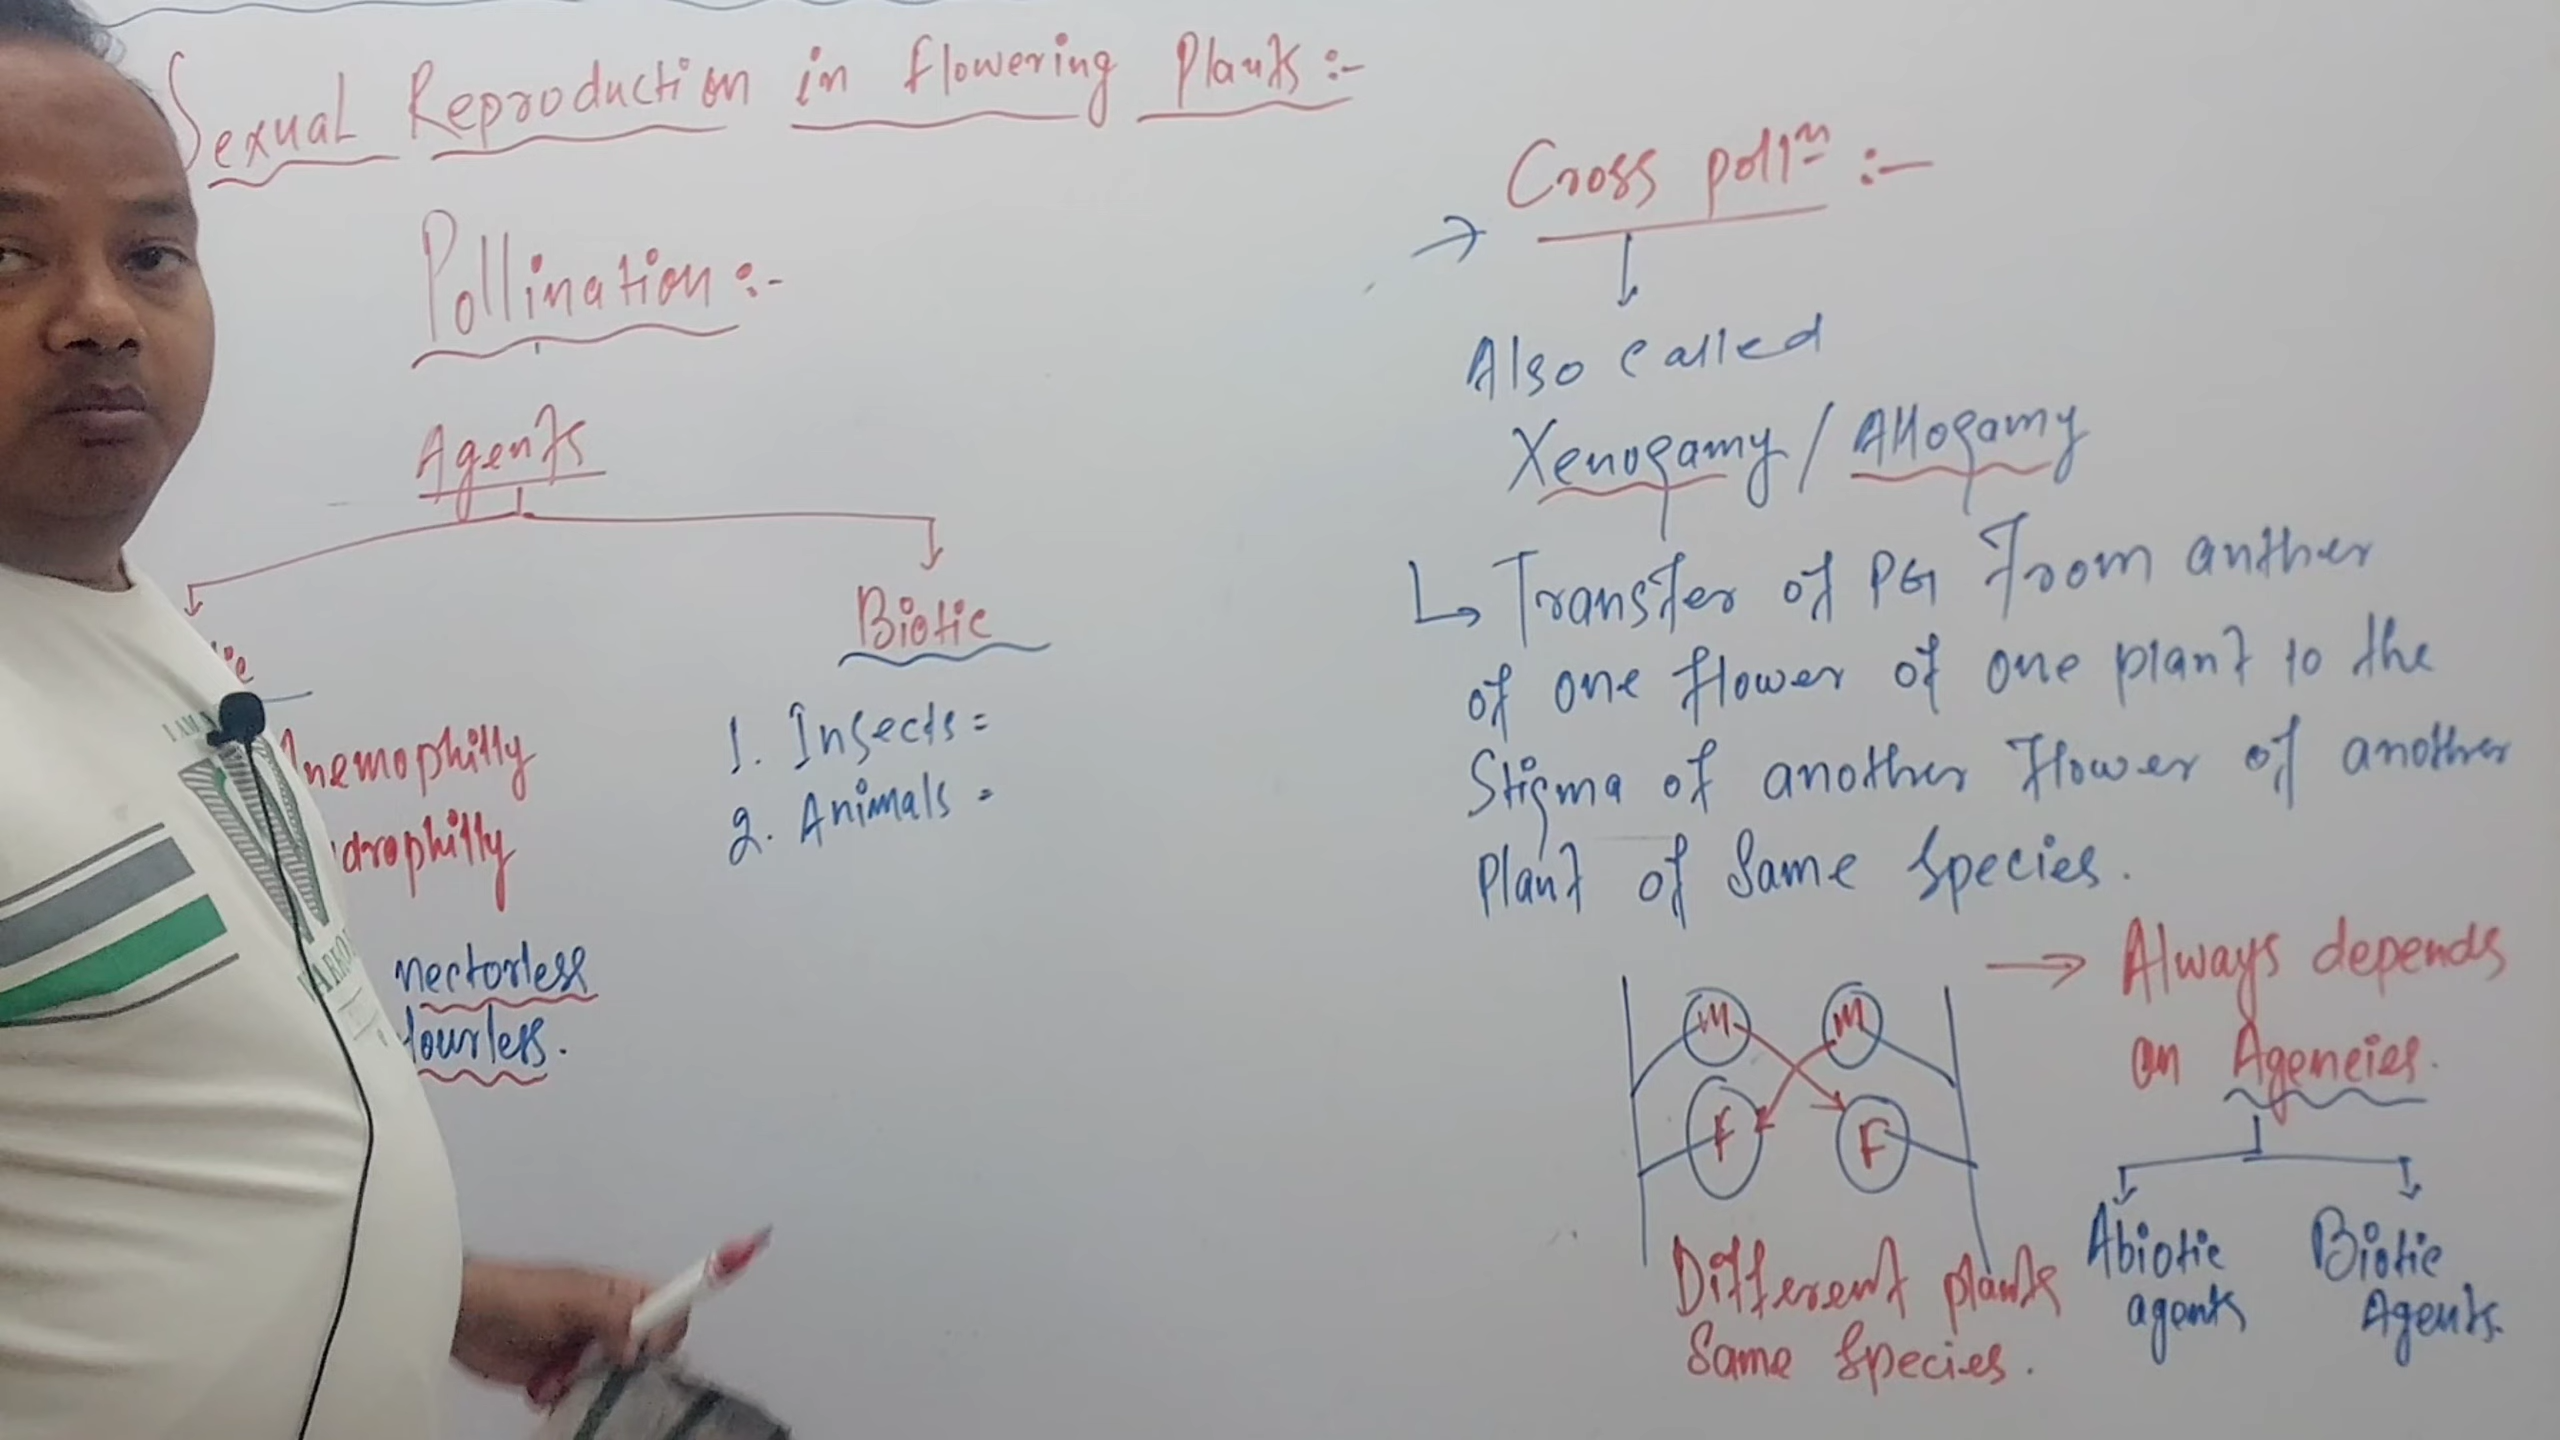 Sexual Reproduction in flowering Plants :-
Pollination :-
Agents
Biotic
nemophilly
drophilly
nectorless
lourless.
1. Insects =
2. Animals =
Cross pollⁿ :-
Also Called
Xenogamy / Allogamy
Transfer of PG From anther
of one flower of one plant to the
Stigma of another Flower of another
plant of Same species.
M M
F F
Different plants
Same Species.
→ Always depends
on Agencies.
Abiotic
agents
Biotic
Agents.